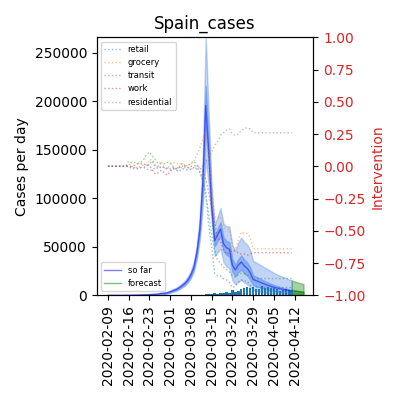 Spain_cases
retail
grocery
transit
work
residential
so far
forecast
Cases per day
0
50000
100000
150000
200000
250000
Intervention
1.00
0.75
0.50
0.25
0.00
−0.25
−0.50
−0.75
−1.00
2020-02-09
2020-02-16
2020-02-23
2020-03-01
2020-03-08
2020-03-15
2020-03-22
2020-03-29
2020-04-05
2020-04-12